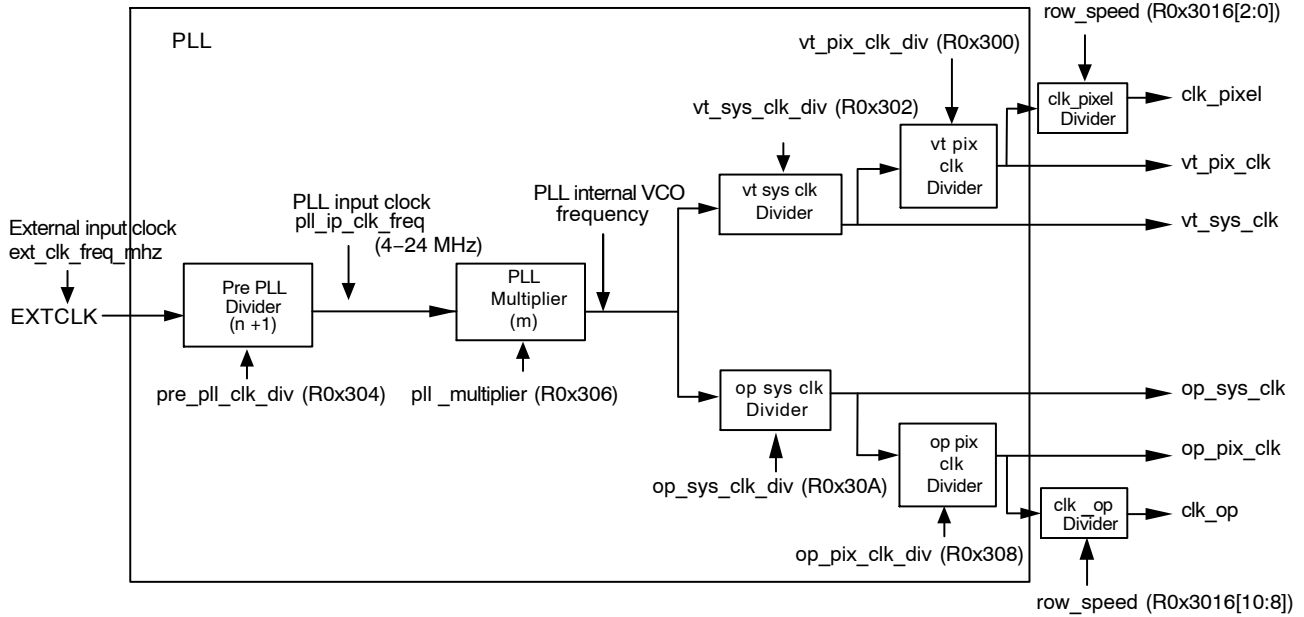 row_speed (R0x3016[2:0])
PLL
vt_pix_clk_div (R0x300)
clk_pixel
Divider
clk_pixel
vt_sys_clk_div (R0x302)
vt pix
clk
Divider
vt_pix_clk
PLL input clock
pll_ip_clk_freq
(4–24 MHz)
PLL internal VCO
frequency
vt sys clk
Divider
vt_sys_clk
External input clock
ext_clk_freq_mhz
EXTCLK
Pre PLL
Divider
(n +1)
PLL
Multiplier
(m)
pre_pll_clk_div (R0x304)
pll _multiplier (R0x306)
op sys clk
Divider
op_sys_clk
op_sys_clk_div (R0x30A)
op pix
clk
Divider
op_pix_clk
clk _op
Divider
clk_op
op_pix_clk_div (R0x308)
row_speed (R0x3016[10:8])